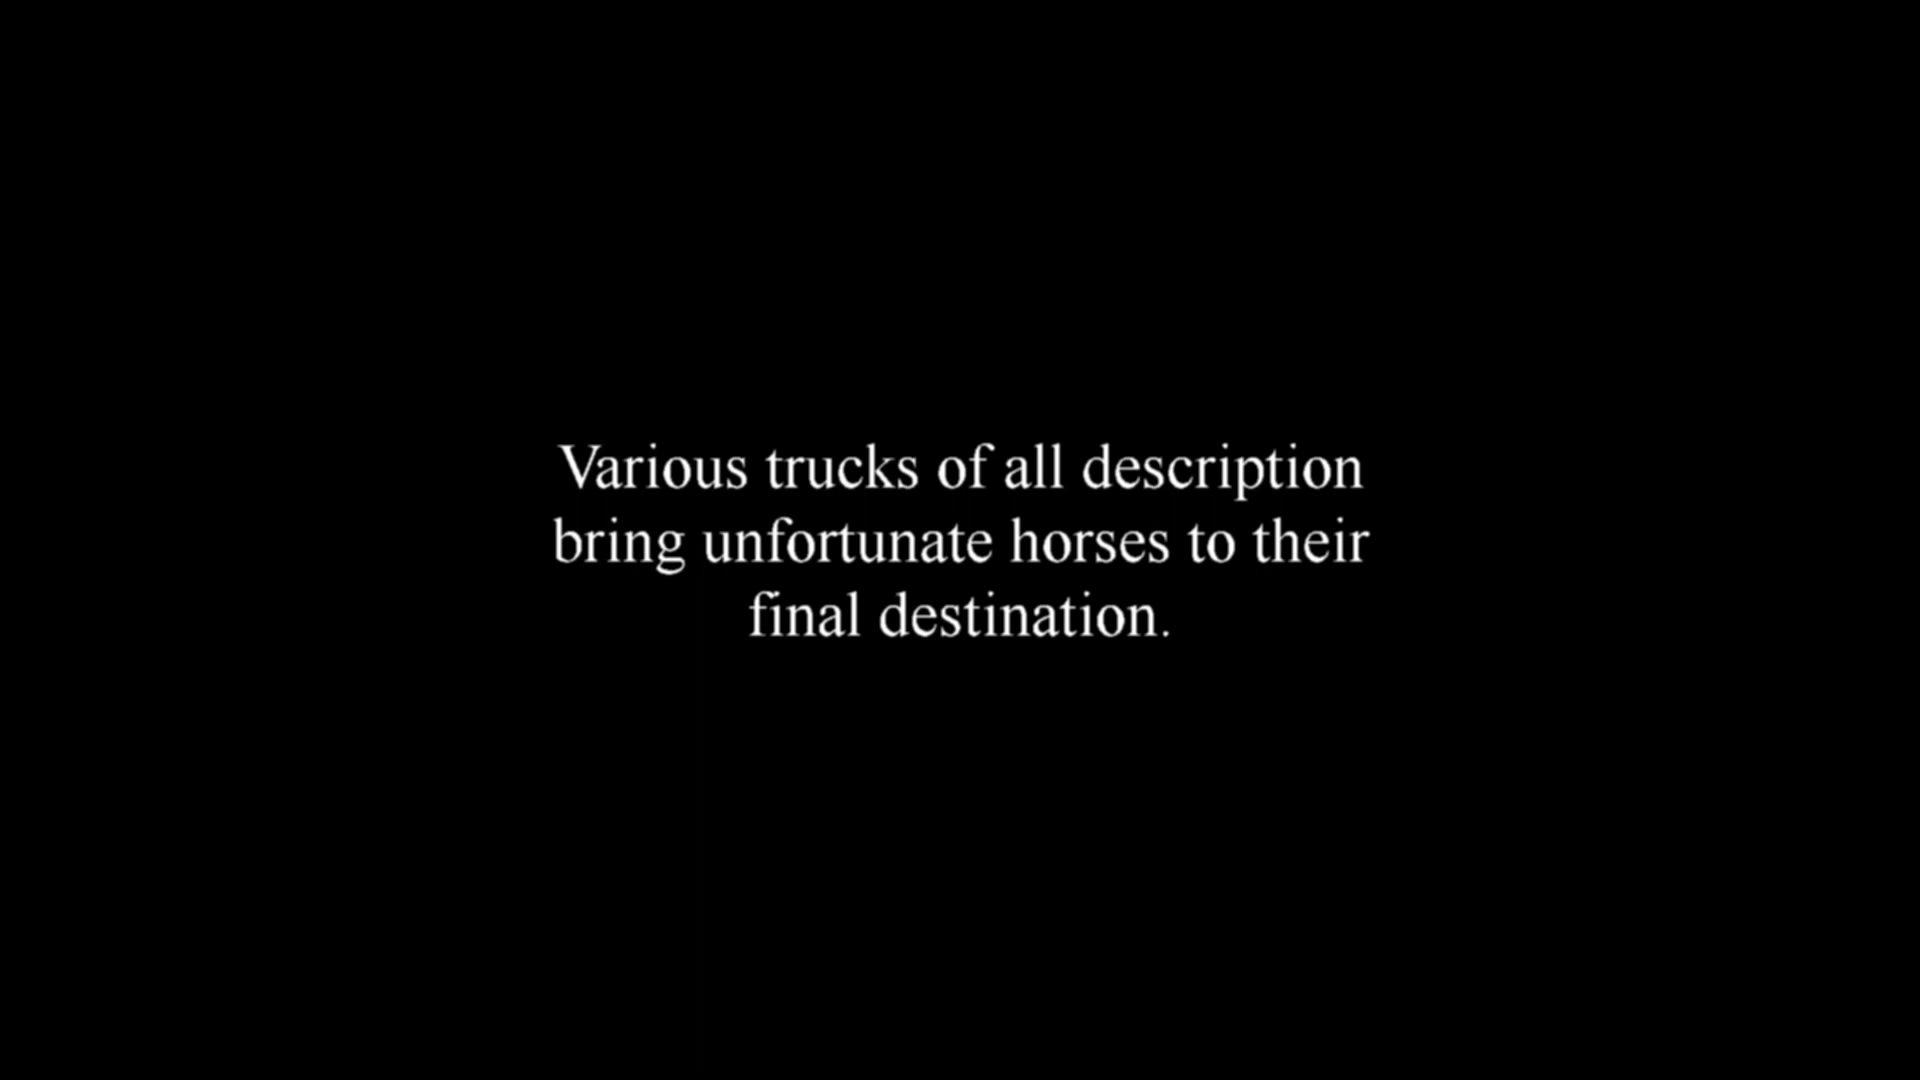 Various trucks of all description
bring unfortunate horses to their
final destination.